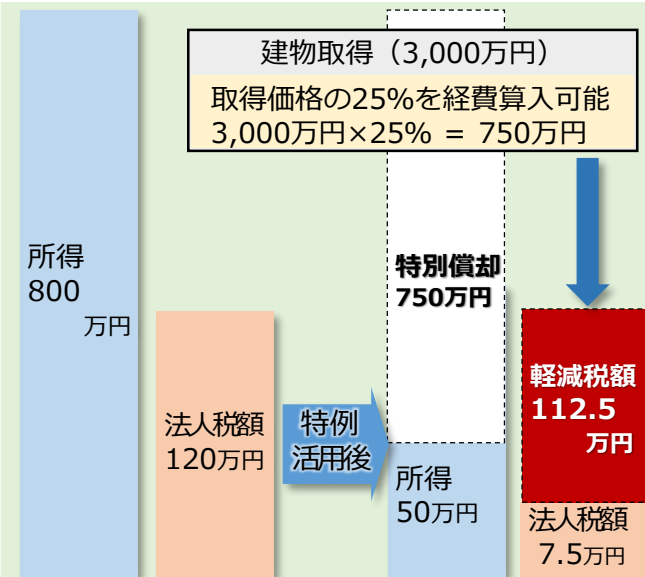 建物取得（3,000万円）
取得価格の25%を経費算入可能
3,000万円×25% = 750万円
所得
800
万円
法人税額
120万円
特例
活用後
特別償却
750万円
所得
50万円
軽減税額
112.5
万円
法人税額
7.5万円